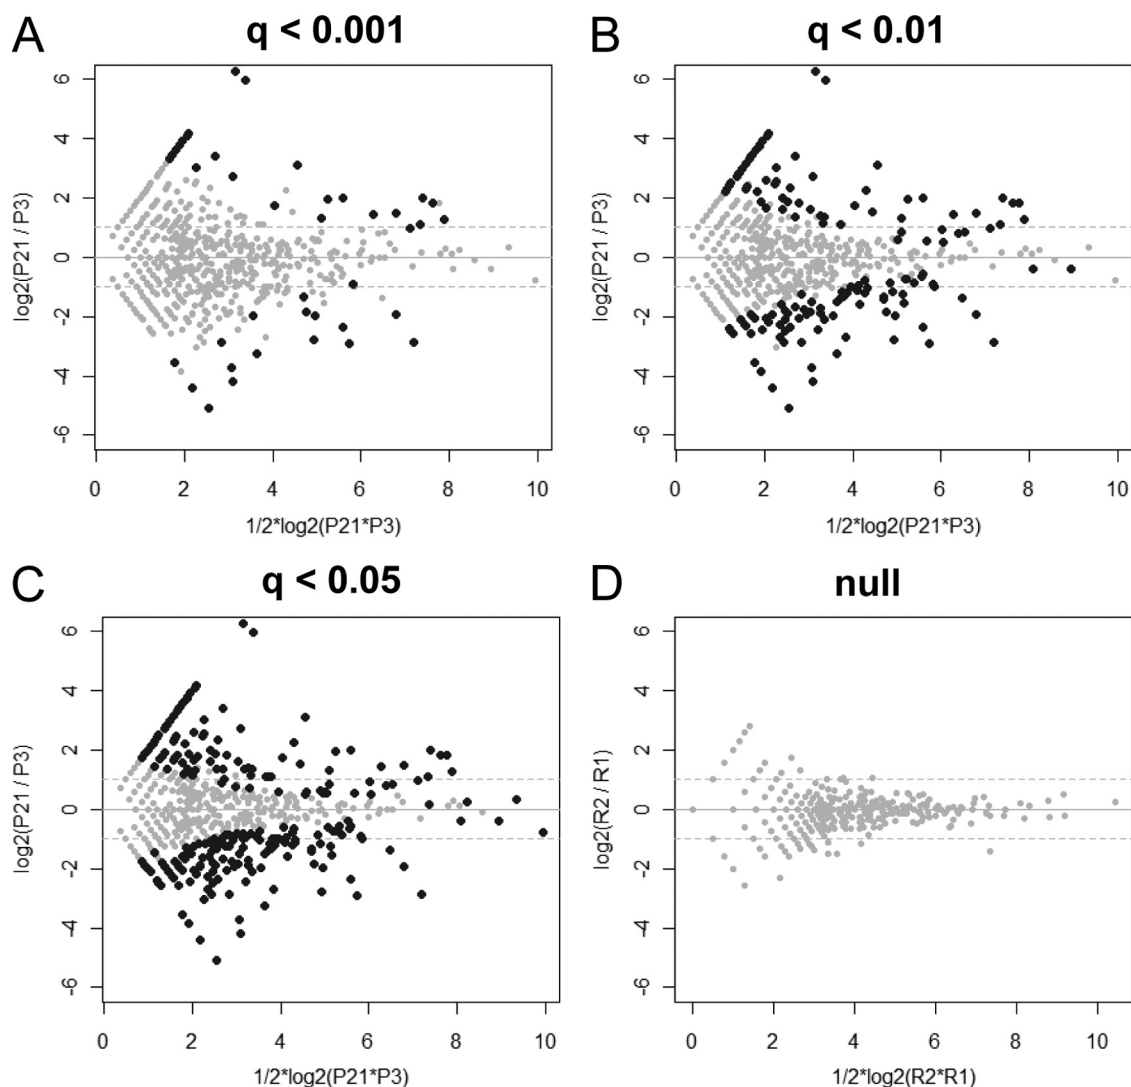 A
q < 0.001
log2(P21 / P3)
6
4
2
0
-2
-4
-6
0 2 4 6 8 10
1/2*log2(P21*P3)
B
q < 0.01
log2(P21 / P3)
6
4
2
0
-2
-4
-6
0 2 4 6 8 10
1/2*log2(P21*P3)
C
q < 0.05
log2(P21 / P3)
6
4
2
0
-2
-4
-6
0 2 4 6 8 10
1/2*log2(P21*P3)
D
null
log2(R2 / R1)
6
4
2
0
-2
-4
-6
0 2 4 6 8 10
1/2*log2(R2*R1)